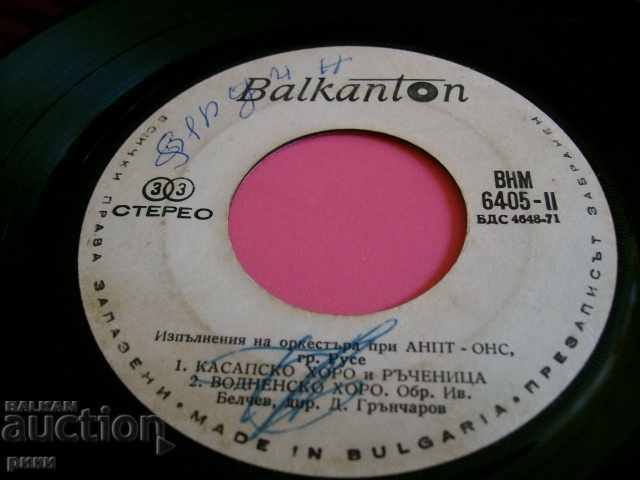 Balkanton
33
СТЕРЕО
ВНМ
6405-II
БДС 4648-71
Изпълнения на оркестъра при АНПТ - ОНС,
гр. Русе
1. КАСАПСКО ХОРО и РЪЧЕНИЦА
2. ВОДНЕНСКО ХОРО. Обр. Ив.
Белчев, дир. Д. Грънчаров
ВСИЧКИ ПРАВА ЗАПАЗЕНИ • MADE IN BULGARIA • ПРЕЗАПИСЪТ ЗАБРАНЕН
BALKAN
auction
рики